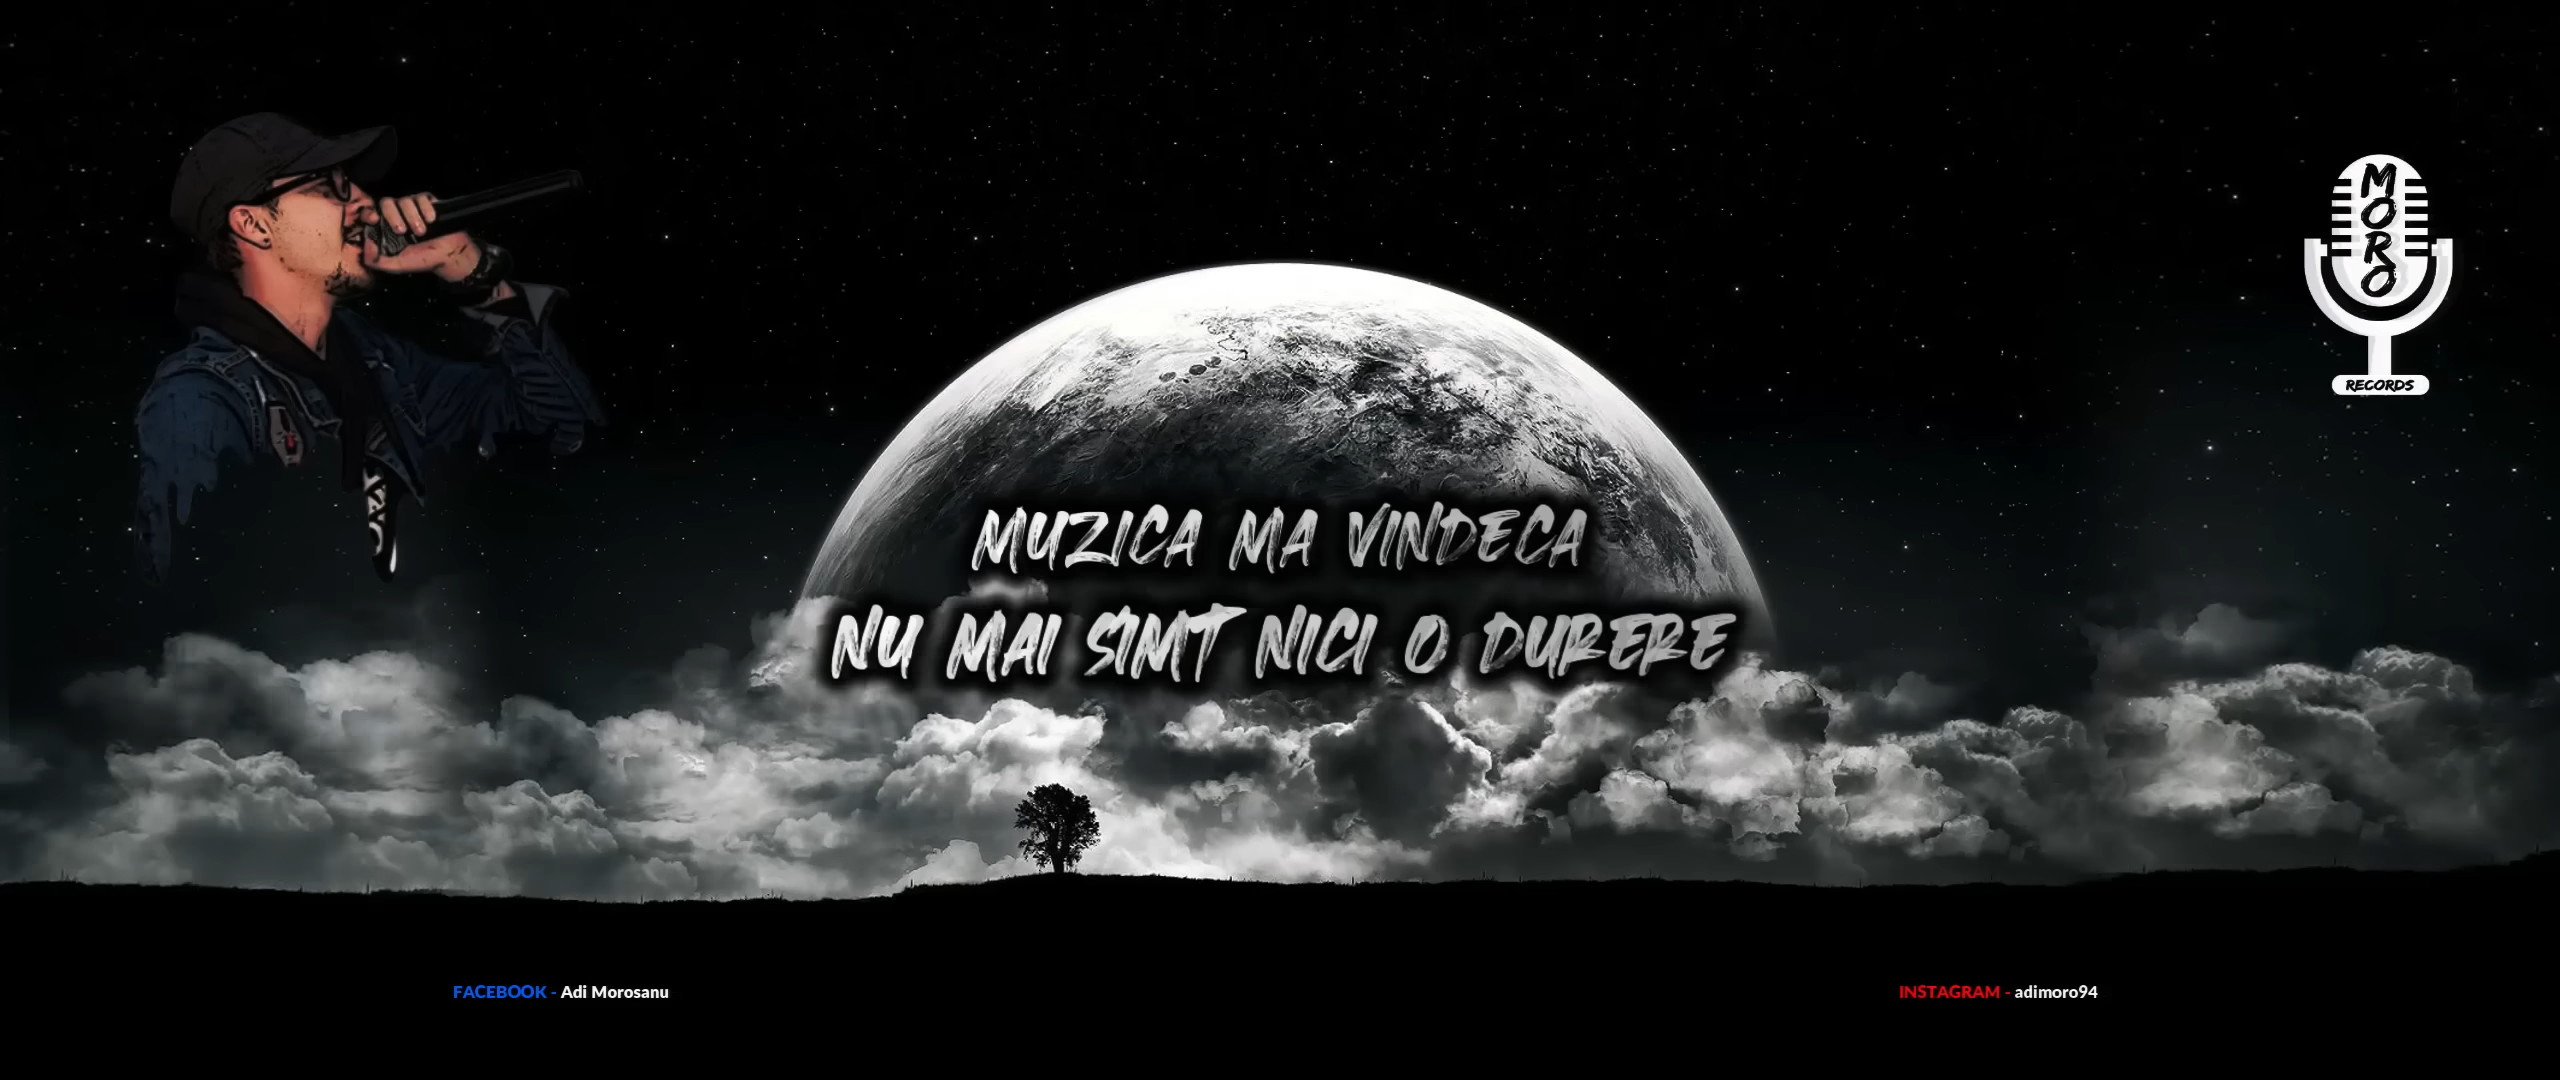 MORO
RECORDS
MUZICA MA VINDECA
NU MAI SIMT NICI O DURERE
FACEBOOK - Adi Morosanu
INSTAGRAM - adimoro94